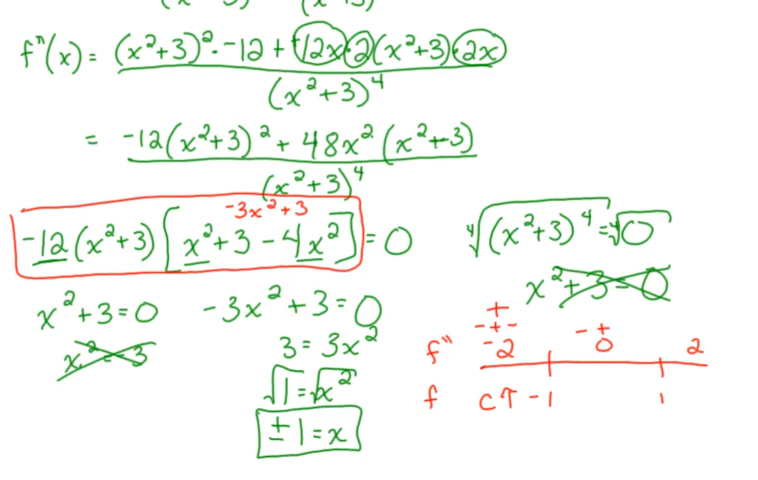 f"(x) = (x²+3)²·-12 + +12x·2(x²+3)·2x
(x²+3)⁴
= -12(x²+3)² + 48x²(x²+3)
(x²+3)⁴
-3x²+3
-12(x²+3)[x²+3-4x²] = 0
⁴√(x²+3)⁴ = ⁴√0
x²+3=0
x²+3=0
-3x²+3=0
x²=-3
3=3x²
√1=√x²
±1=x
+
-+- -+
f" -2 0 2
f C↑ -1 1